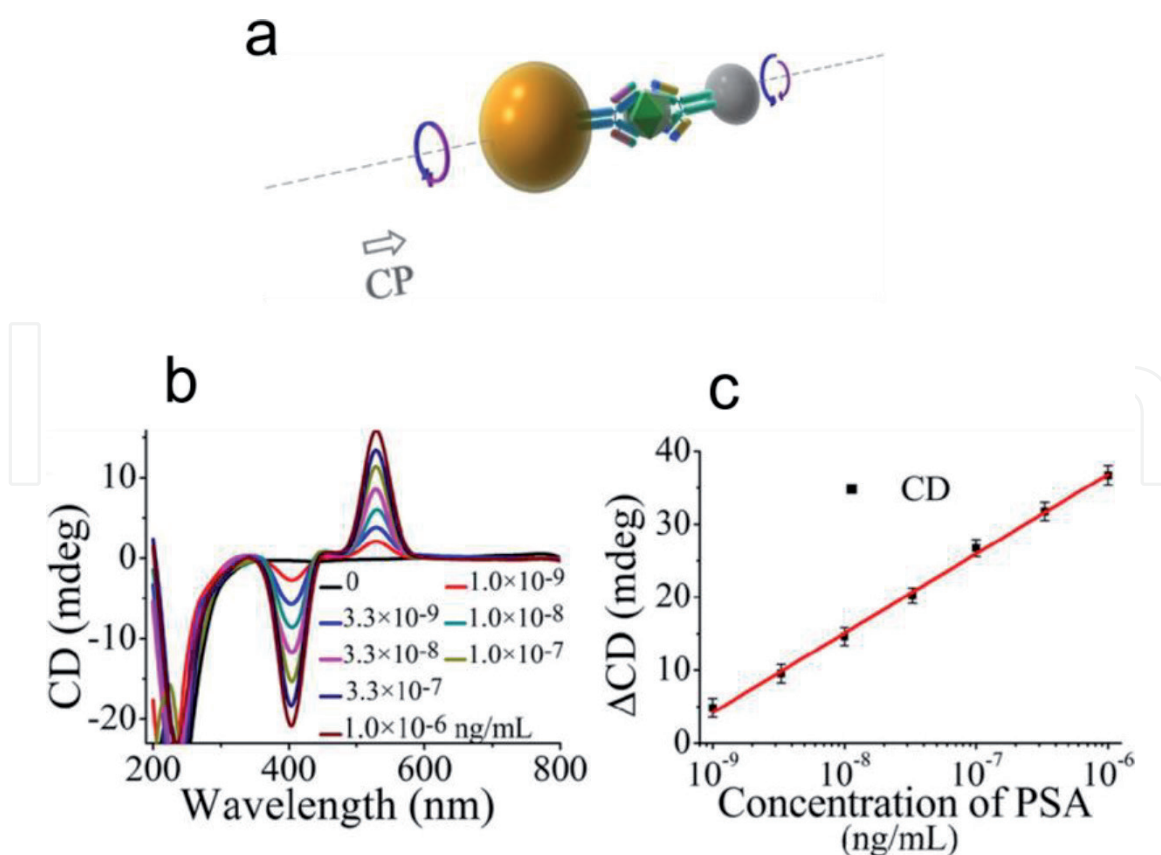 a
CP
b
c
CD (mdeg)
10
0
-10
-20
0
1.0×10-9
3.3×10-9
1.0×10-8
3.3×10-8
1.0×10-7
3.3×10-7
1.0×10-6 ng/mL
200
400
600
800
Wavelength (nm)
ΔCD (mdeg)
40
30
20
10
0
CD
10-9
10-8
10-7
10-6
Concentration of PSA
(ng/mL)